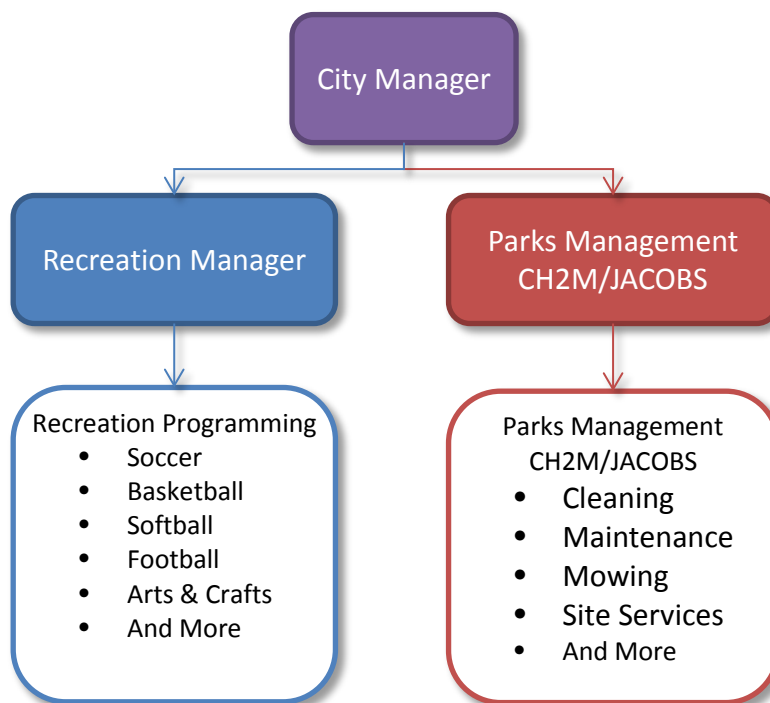 City Manager
Recreation Manager
Parks Management
CH2M/JACOBS
Recreation Programming
• Soccer
• Basketball
• Softball
• Football
• Arts & Crafts
• And More
Parks Management
CH2M/JACOBS
• Cleaning
• Maintenance
• Mowing
• Site Services
• And More